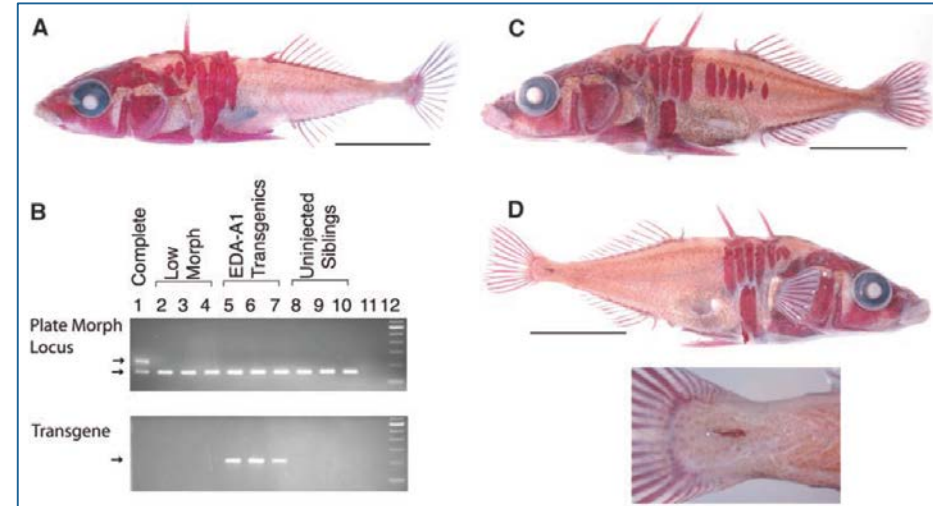 A
C
B
Complete
Low
Morph
EDA-A1
Transgenics
Uninjected
Siblings
1 2 3 4 5 6 7 8 9 10 11 12
Plate Morph
Locus
Transgene
D